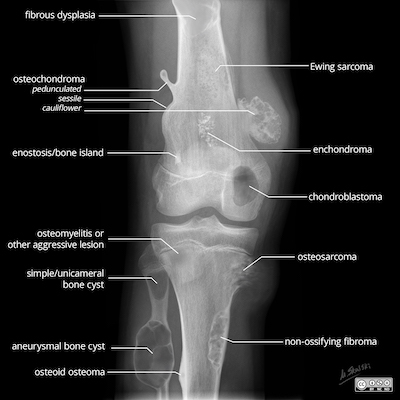 fibrous dysplasia
Ewing sarcoma
osteochondroma
pedunculated
sessile
cauliflower
enchondroma
enostosis/bone island
chondroblastoma
osteomyelitis or
other aggressive lesion
osteosarcoma
simple/unicameral
bone cyst
non-ossifying fibroma
aneurysmal bone cyst
osteoid osteoma